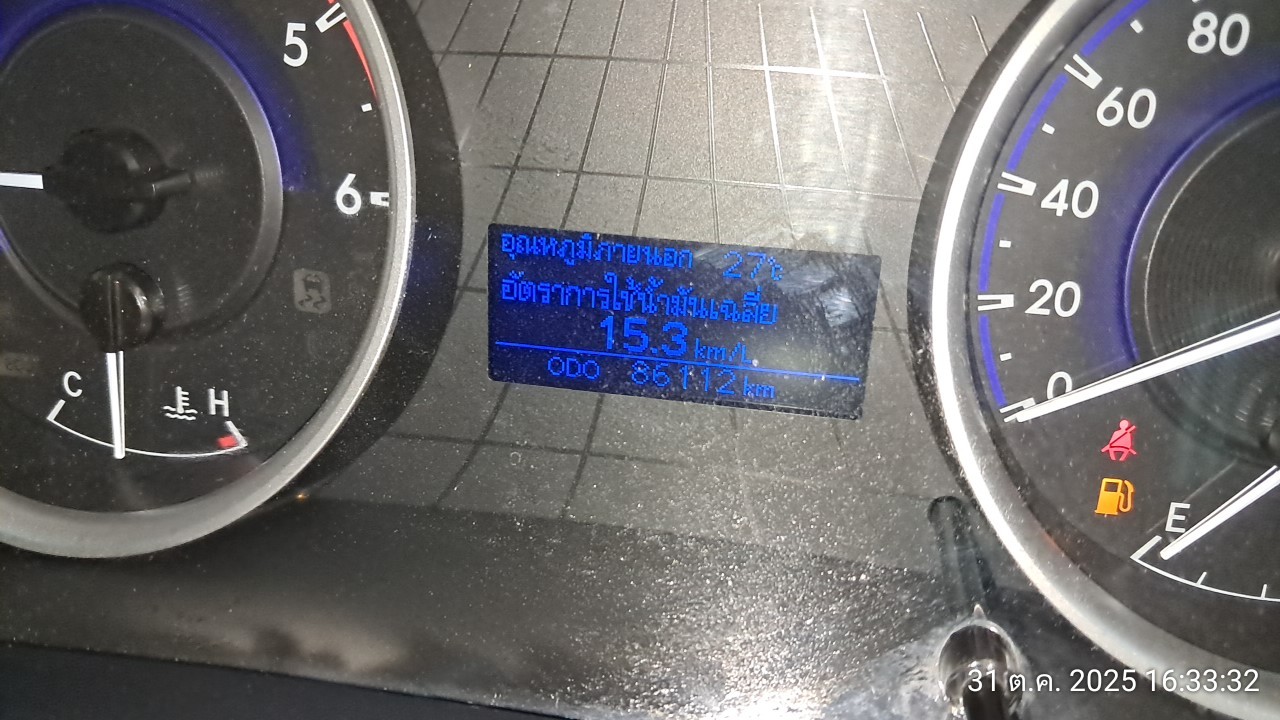 5
6
C
H
อุณหภูมิภายนอก 27℃
อัตราการใช้น้ำมันเฉลี่ย
15.3 km/L
ODO 86112 km
80
60
40
20
0
E
31 ต.ค. 2025 16:33:32